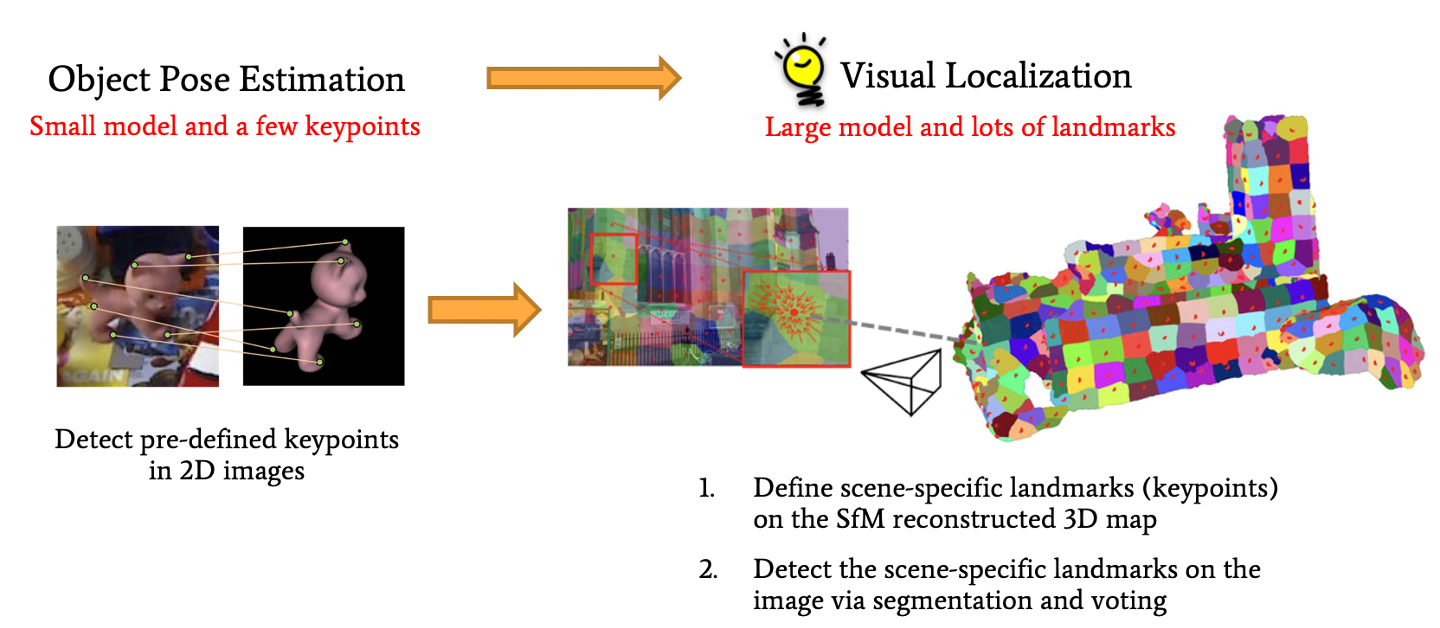 Object Pose Estimation
Small model and a few keypoints
Visual Localization
Large model and lots of landmarks
GAIN
Detect pre-defined keypoints
in 2D images
1. Define scene-specific landmarks (keypoints)
on the SfM reconstructed 3D map
2. Detect the scene-specific landmarks on the
image via segmentation and voting